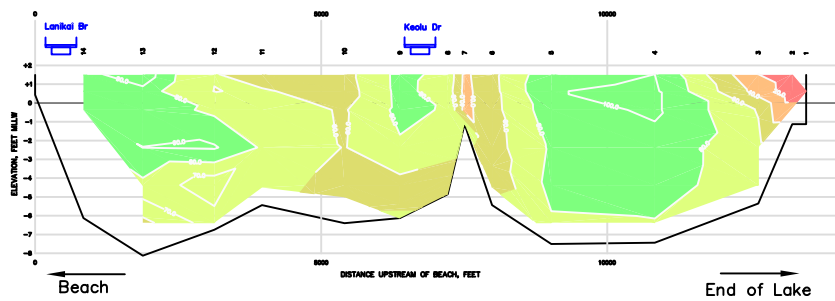 0 5000 10000
Lanikai Br
Keolu Dr
14 13 12 11 10 9 8 7 6 5 4 3 2 1
+2
+1
0
-1
-2
-3
-4
-5
-6
-7
-8
ELEVATION, FEET MLLW
0 5000 10000
DISTANCE UPSTREAM OF BEACH, FEET
Beach
End of Lake